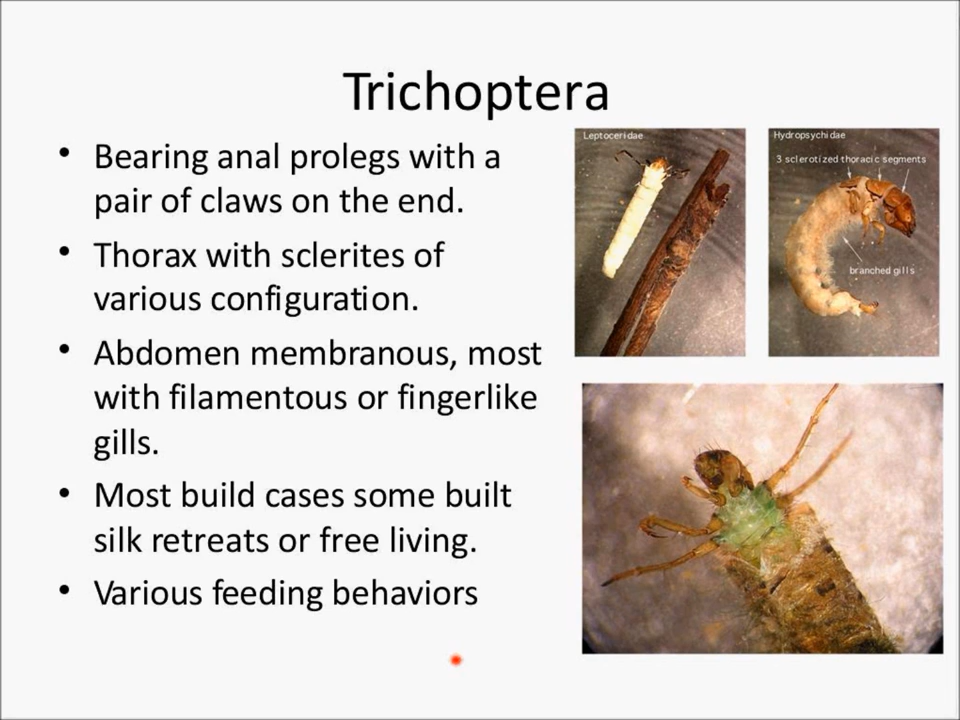 Trichoptera
• Bearing anal prolegs with a
pair of claws on the end.
• Thorax with sclerites of
various configuration.
• Abdomen membranous, most
with filamentous or fingerlike
gills.
• Most build cases some built
silk retreats or free living.
• Various feeding behaviors
Leptoceridae
Hydropsychidae
3 sclerotized thoracic segments
branched gills